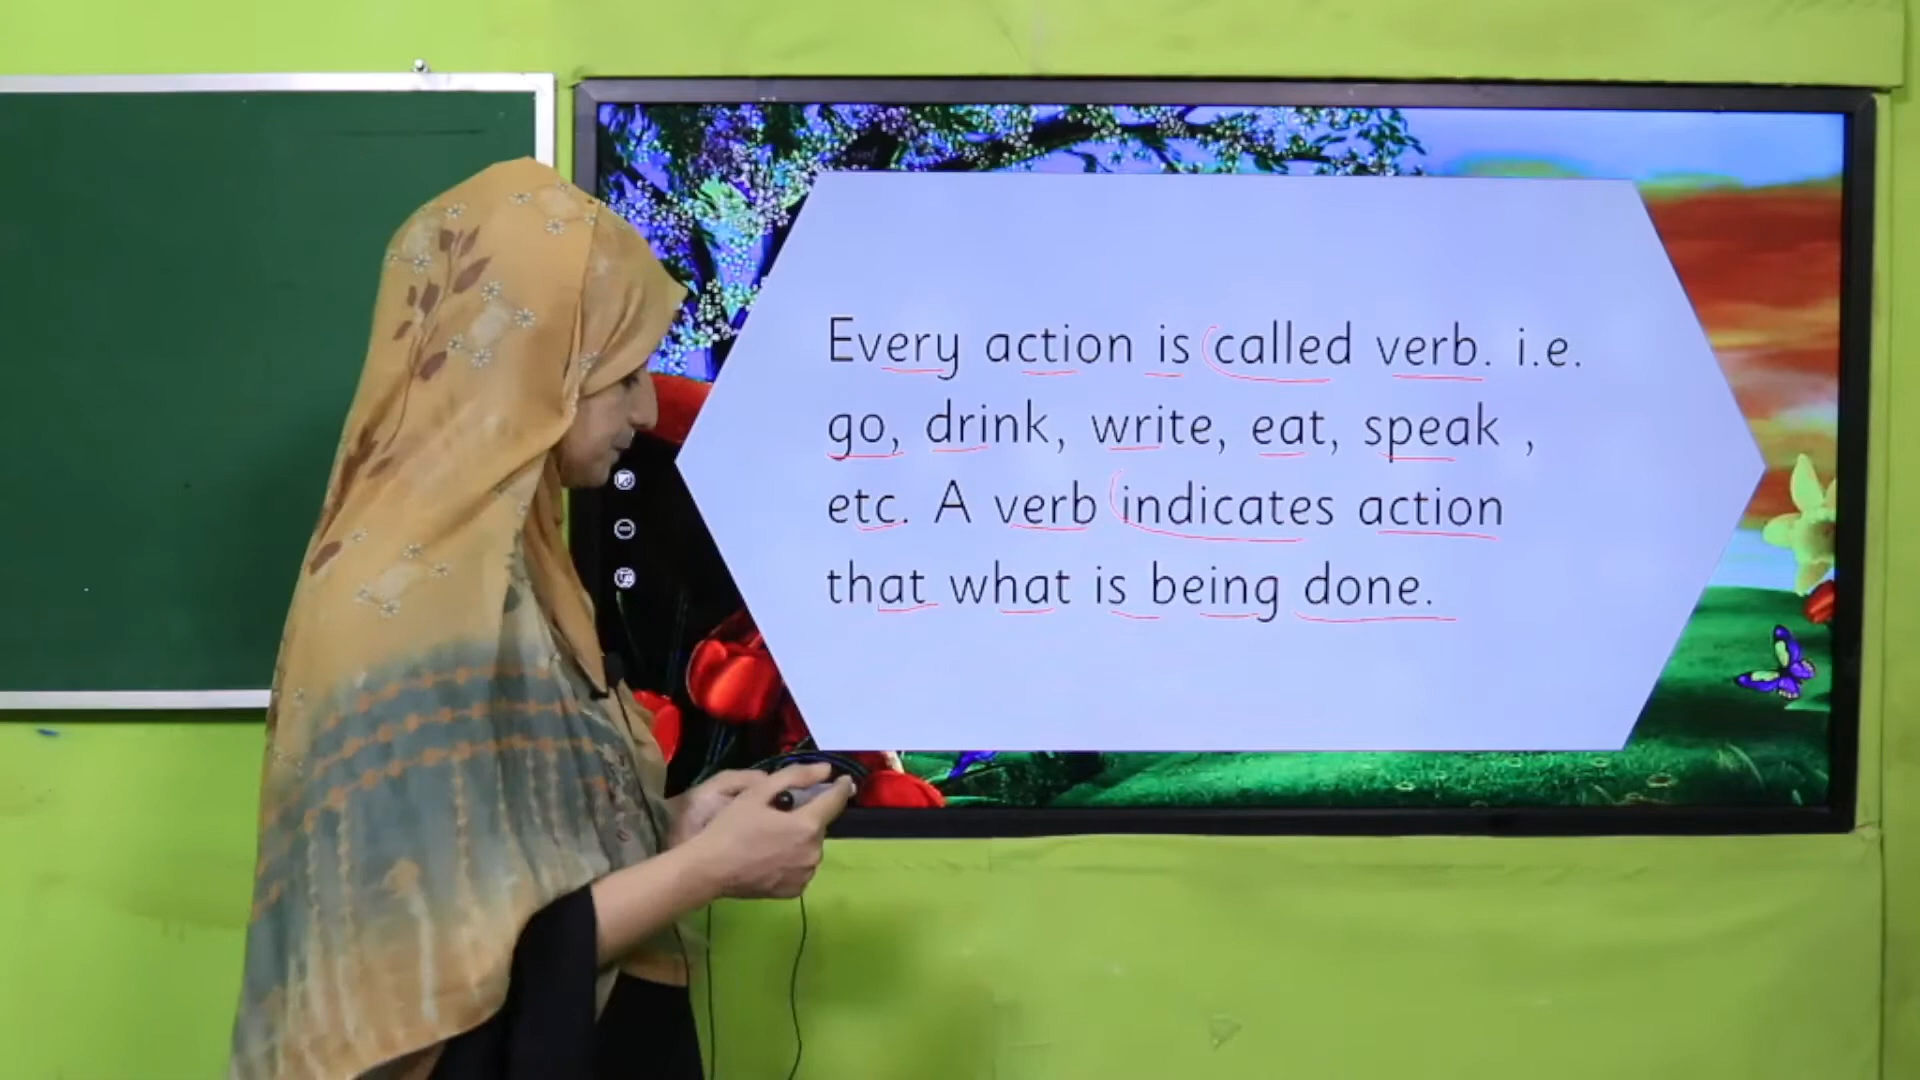 Every action is called verb. i.e.
go, drink, write, eat, speak ,
etc. A verb indicates action
that what is being done.